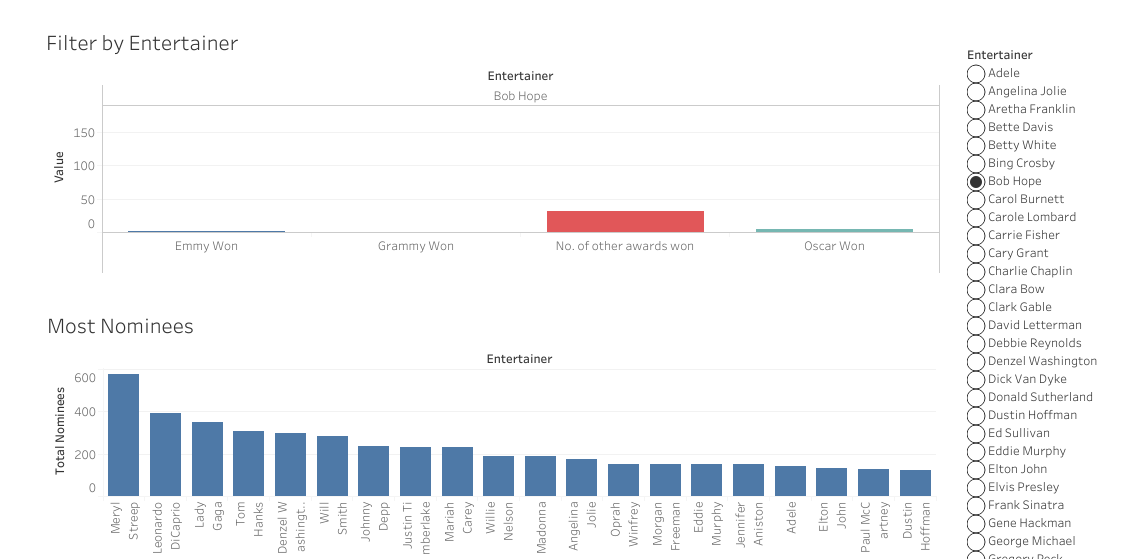 Filter by Entertainer
Entertainer
Bob Hope
Value
150
100
50
0
Emmy Won
Grammy Won
No. of other awards won
Oscar Won
Most Nominees
Entertainer
Total Nominees
600
400
200
0
Meryl
Streep
Leonardo
DiCaprio
Lady
Gaga
Tom
Hanks
Denzel W
ashingt..
Will
Smith
Johnny
Depp
Justin Ti
mberlake
Mariah
Carey
Willie
Nelson
Madonna
Angelina
Jolie
Oprah
Winfrey
Morgan
Freeman
Eddie
Murphy
Jennifer
Aniston
Adele
Elton
John
Paul McC
artney
Dustin
Hoffman
Entertainer
Adele
Angelina Jolie
Aretha Franklin
Bette Davis
Betty White
Bing Crosby
Bob Hope
Carol Burnett
Carole Lombard
Carrie Fisher
Cary Grant
Charlie Chaplin
Clara Bow
Clark Gable
David Letterman
Debbie Reynolds
Denzel Washington
Dick Van Dyke
Donald Sutherland
Dustin Hoffman
Ed Sullivan
Eddie Murphy
Elton John
Elvis Presley
Frank Sinatra
Gene Hackman
George Michael
Gregory Peck